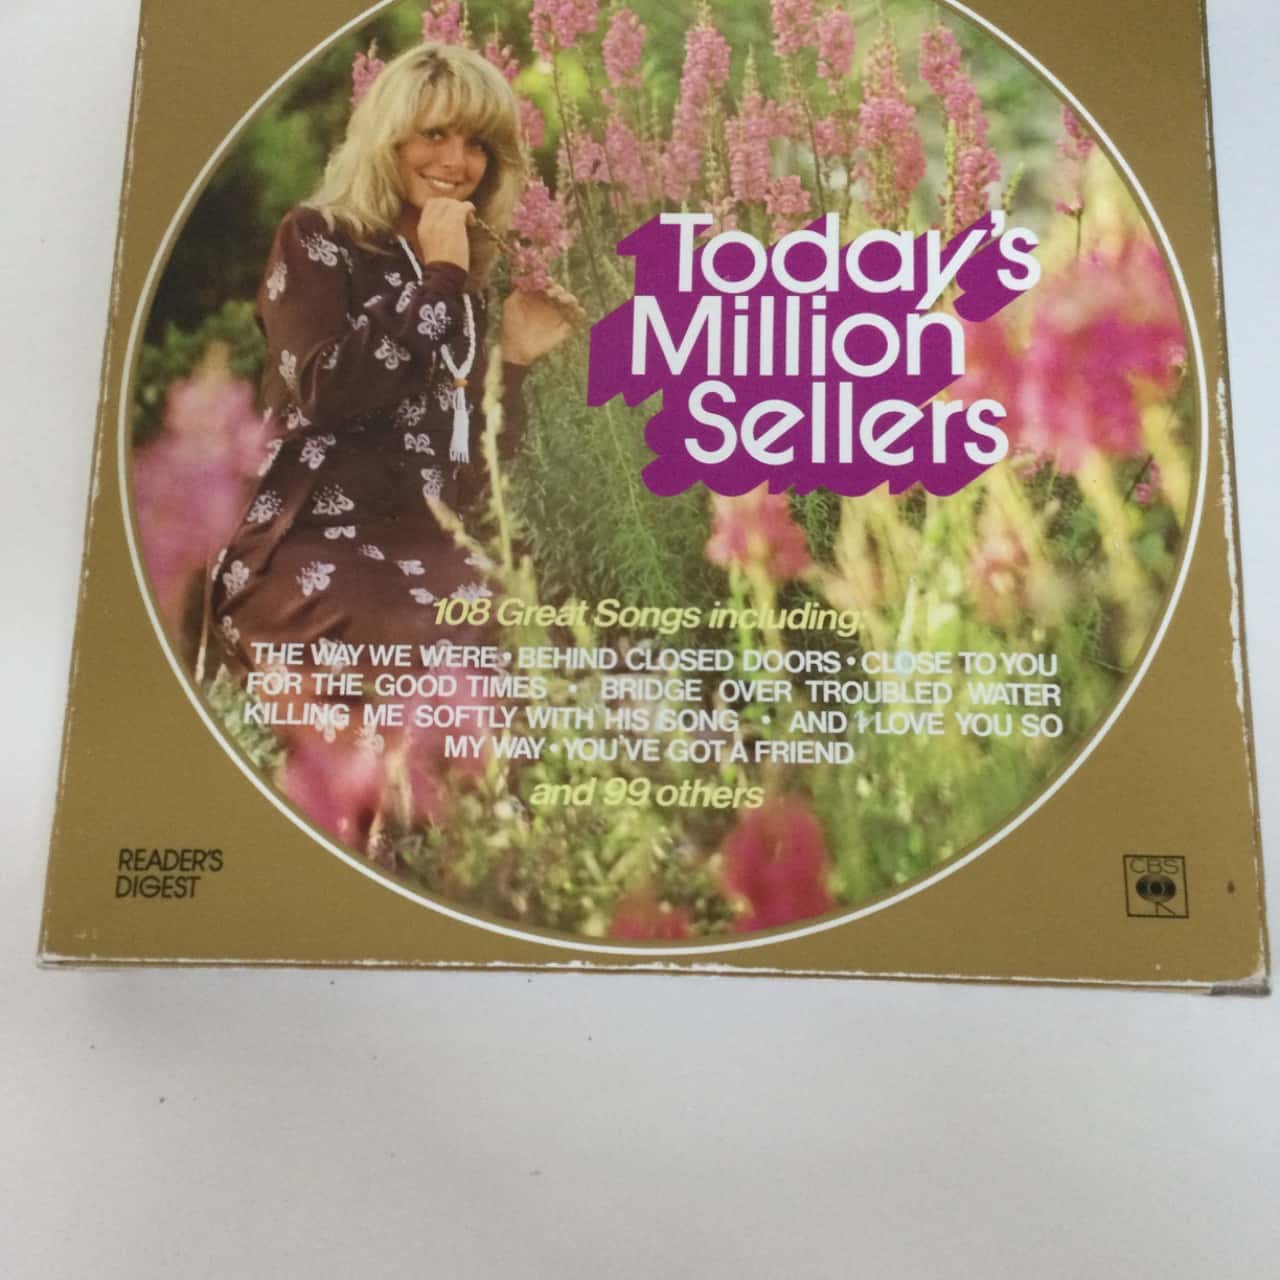 Today's
Million
Sellers
108 Great Songs including:
THE WAY WE WERE • BEHIND CLOSED DOORS • CLOSE TO YOU
FOR THE GOOD TIMES • BRIDGE OVER TROUBLED WATER
KILLING ME SOFTLY WITH HIS SONG • AND I LOVE YOU SO
MY WAY • YOU'VE GOT A FRIEND
and 99 others
READER'S
DIGEST
CBS